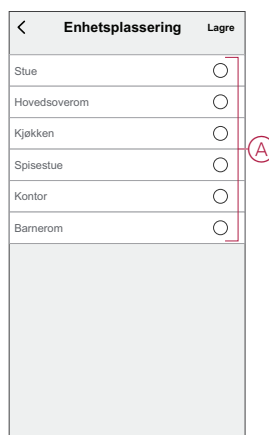 Enhetsplassering Lagre
Stue
Hovedsoverom
Kjøkken
A
Spisestue
Kontor
Barnerom